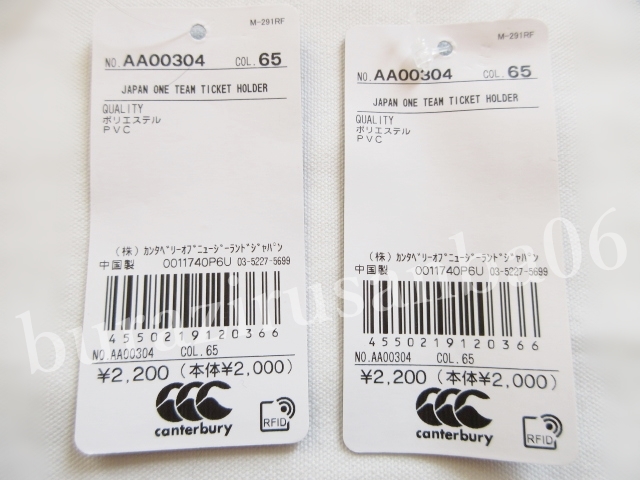 M-291RF
NO. AA00304 COL. 65
JAPAN ONE TEAM TICKET HOLDER
QUALITY
ポリエステル
PVC
(株) ｶﾝﾀﾍﾞﾘｰｵﾌﾞﾆｭｰｼﾞｰﾗﾝﾄﾞｼﾞｬﾊﾟﾝ
中国製 0011740P6U 03-5227-5699
4550219120366
NO. AA00304 COL. 65
¥2,200 (本体¥2,000)
canterbury
RFID
M-291RF
NO. AA00304 COL. 65
JAPAN ONE TEAM TICKET HOLDER
QUALITY
ポリエステル
PVC
(株) ｶﾝﾀﾍﾞﾘｰｵﾌﾞﾆｭｰｼﾞｰﾗﾝﾄﾞｼﾞｬﾊﾟﾝ
中国製 0011740P6U 03-5227-5699
4550219120366
NO. AA00304 COL. 65
¥2,200 (本体¥2,000)
canterbury
RFID
burazirusanba06